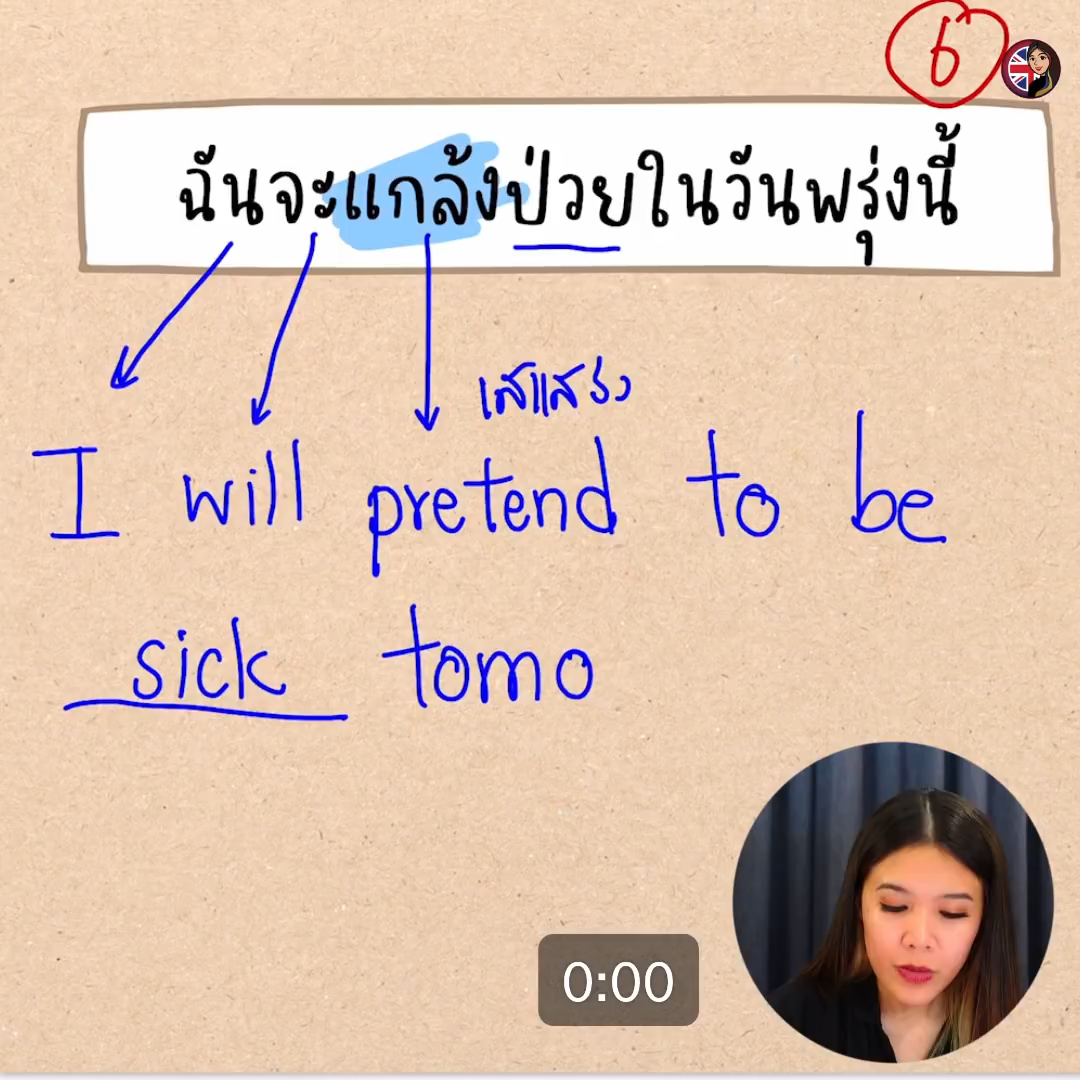 6
ฉันจะแกล้งป่วยในวันพรุ่งนี้
เสแสร้ง
I will pretend to be
sick tomo
0:00